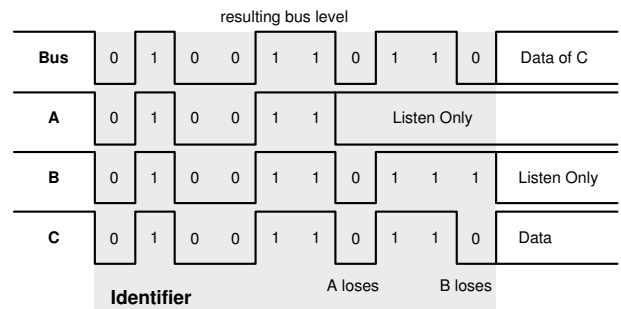 resulting bus level
Bus 0 1 0 0 1 1 0 1 1 0 Data of C
A 0 1 0 0 1 1 Listen Only
B 0 1 0 0 1 1 0 1 1 1 Listen Only
C 0 1 0 0 1 1 0 1 1 0 Data
A loses B loses
Identifier